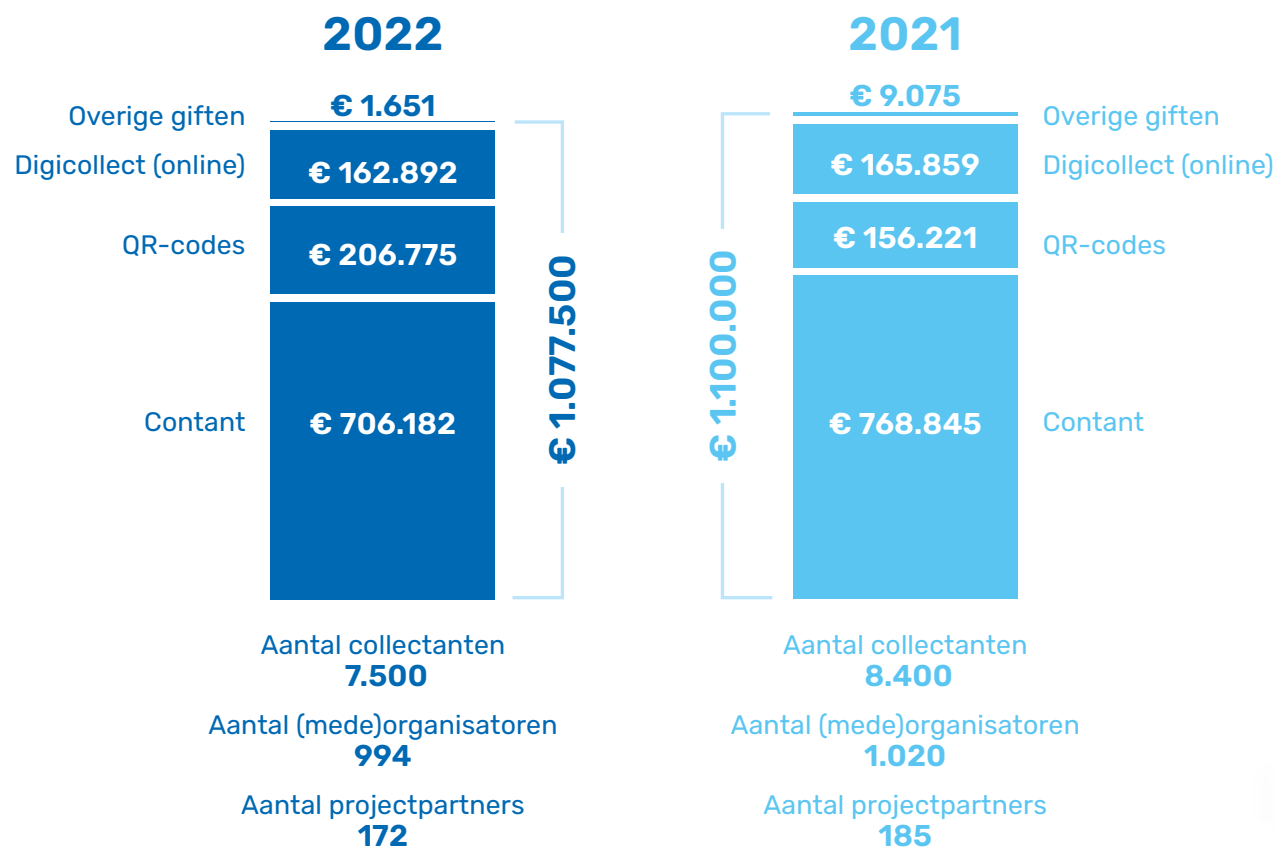 2022
Overige giften
€ 1.651
Digicollect (online)
€ 162.892
QR-codes
€ 206.775
Contant
€ 706.182
€ 1.077.500
Aantal collectanten
7.500
Aantal (mede)organisatoren
994
Aantal projectpartners
172
2021
€ 9.075
Overige giften
€ 165.859
Digicollect (online)
€ 156.221
QR-codes
€ 768.845
Contant
€ 1.100.000
Aantal collectanten
8.400
Aantal (mede)organisatoren
1.020
Aantal projectpartners
185